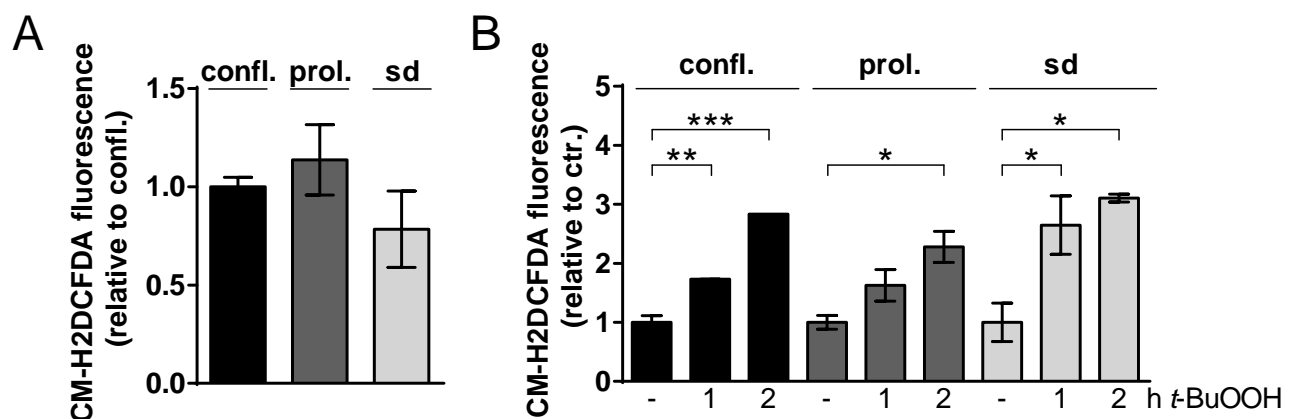 A
CM-H2DCFDA fluorescence
(relative to confl.)
confl. prol. sd
1.5
1.0
0.5
0.0
B
CM-H2DCFDA fluorescence
(relative to ctr.)
confl. prol. sd
5
4
3
2
1
0
*** *
** * *
- 1 2 - 1 2 - 1 2 h t-BuOOH